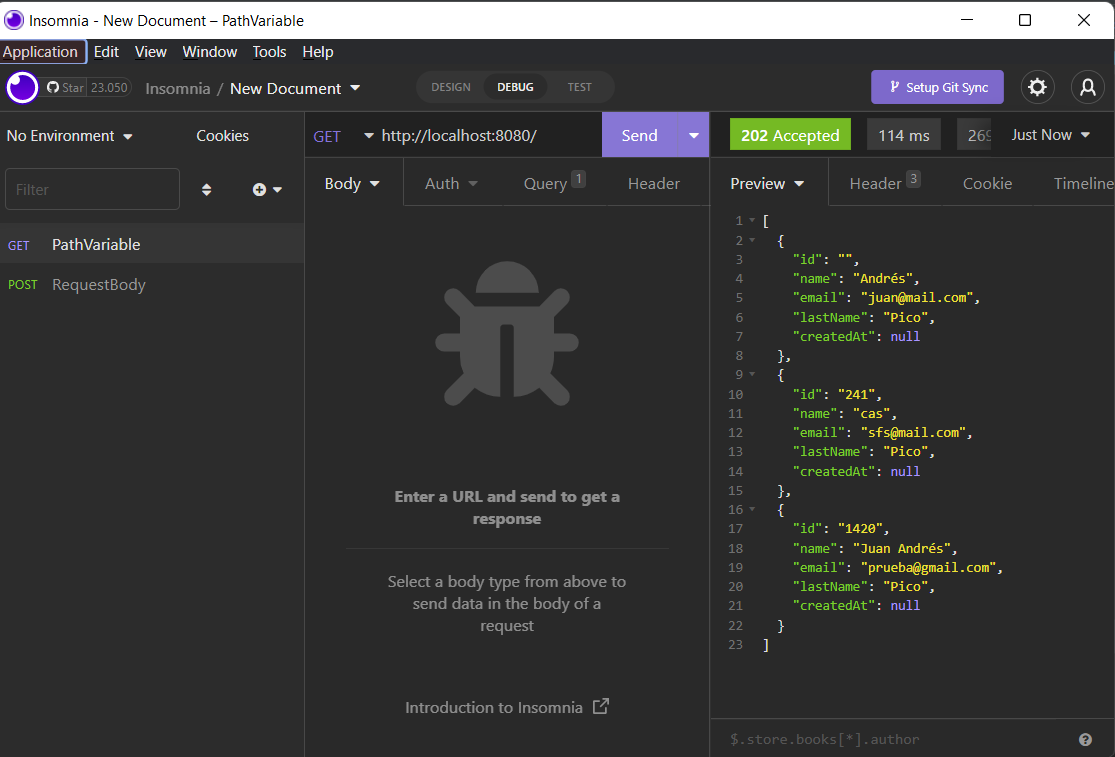 Insomnia - New Document – PathVariable
Application Edit View Window Tools Help
Star 23.050 Insomnia / New Document DESIGN DEBUG TEST Setup Git Sync
No Environment Cookies
Filter
GET PathVariable
POST RequestBody
GET http://localhost:8080/ Send
Body Auth Query 1 Header
Enter a URL and send to get a
response
Select a body type from above to
send data in the body of a
request
Introduction to Insomnia
202 Accepted 114 ms Just Now
Preview Header 3 Cookie Timeline
1 [
2 {
3 "id": "",
4 "name": "Andrés",
5 "email": "juan@mail.com",
6 "lastName": "Pico",
7 "createdAt": null
8 },
9 {
10 "id": "241",
11 "name": "cas",
12 "email": "sfs@mail.com",
13 "lastName": "Pico",
14 "createdAt": null
15 },
16 {
17 "id": "1420",
18 "name": "Juan Andrés",
19 "email": "prueba@gmail.com",
20 "lastName": "Pico",
21 "createdAt": null
22 }
23 ]
$.store.books[*].author